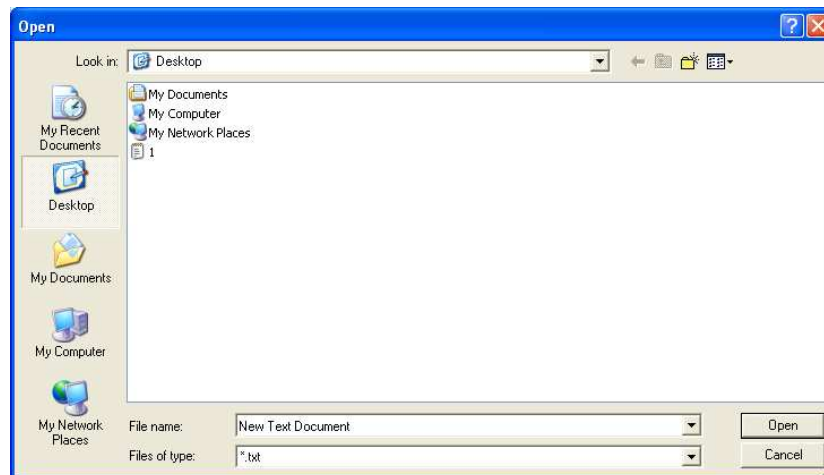 Open
Look in: Desktop
My Recent Documents
Desktop
My Documents
My Computer
My Network Places
My Documents
My Computer
My Network Places
1
File name: New Text Document Open
Files of type: *.txt Cancel